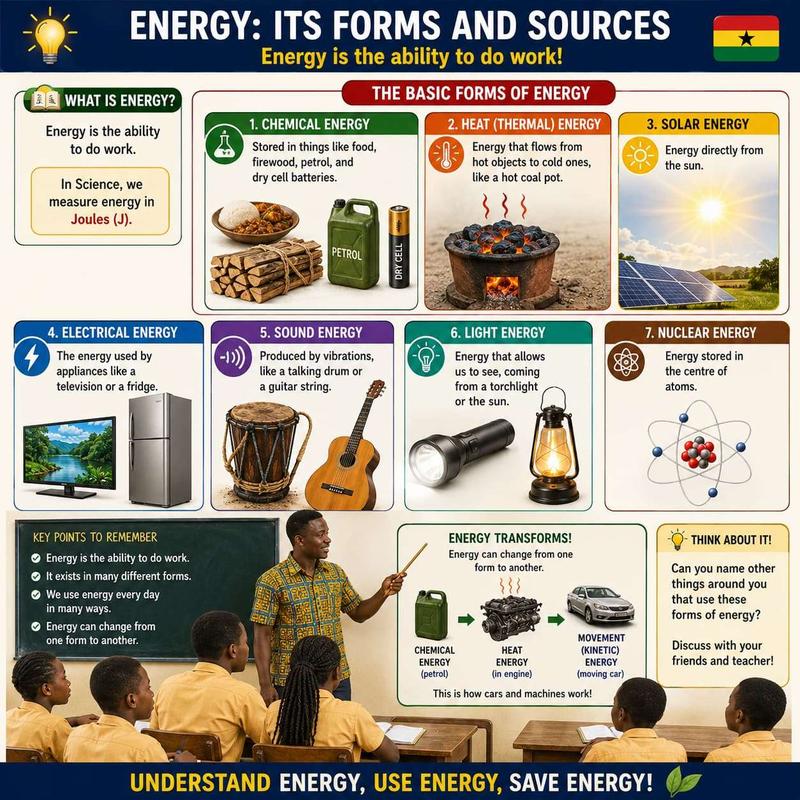 ENERGY: ITS FORMS AND SOURCES
Energy is the ability to do work!
WHAT IS ENERGY?
Energy is the ability
to do work.
In Science, we
measure energy in
Joules (J).
THE BASIC FORMS OF ENERGY
1. CHEMICAL ENERGY
Stored in things like food,
firewood, petrol, and
dry cell batteries.
PETROL
DRY CELL
2. HEAT (THERMAL) ENERGY
Energy that flows from
hot objects to cold ones,
like a hot coal pot.
3. SOLAR ENERGY
Energy directly from
the sun.
4. ELECTRICAL ENERGY
The energy used by
appliances like a
television or a fridge.
5. SOUND ENERGY
Produced by vibrations,
like a talking drum or
a guitar string.
6. LIGHT ENERGY
Energy that allows
us to see, coming
from a torchlight
or the sun.
7. NUCLEAR ENERGY
Energy stored in
the centre of
atoms.
KEY POINTS TO REMEMBER
Energy is the ability to do work.
It exists in many different forms.
We use energy every day
in many ways.
Energy can change from
one form to another.
ENERGY TRANSFORMS!
Energy can change from one
form to another.
CHEMICAL
ENERGY
(petrol)
HEAT
ENERGY
(in engine)
MOVEMENT
(KINETIC)
ENERGY
(moving car)
This is how cars and machines work!
THINK ABOUT IT!
Can you name other
things around you
that use these
forms of energy?
Discuss with your
friends and teacher!
UNDERSTAND ENERGY, USE ENERGY, SAVE ENERGY!